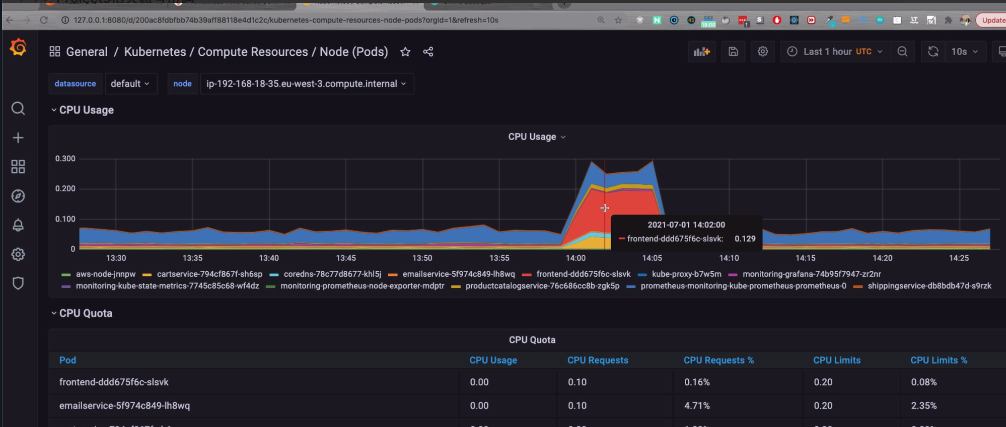 127.0.0.1:8080/d/200ac8fdbfbb74b39aff88118e4d1c2c/kubernetes-compute-resources-node-pods?orgId=1&refresh=10s
Update
General / Kubernetes / Compute Resources / Node (Pods)
Last 1 hour UTC
10s
datasource default node ip-192-168-18-35.eu-west-3.compute.internal
CPU Usage
CPU Usage
0.300
0.200
0.100
0
2021-07-01 14:02:00
frontend-ddd675f6c-slsvk: 0.129
13:30 13:35 13:40 13:45 13:50 13:55 14:00 14:05 14:10 14:15 14:20 14:25
aws-node-jnnpw cartservice-794cf867f-sh6sp coredns-78c77d8677-khl5j emailservice-5f974c849-lh8wq frontend-ddd675f6c-slsvk kube-proxy-b7w5m monitoring-grafana-74b95f7947-zr2nr
monitoring-kube-state-metrics-7745c85c68-wf4dz monitoring-prometheus-node-exporter-mdptr productcatalogservice-76c686cc8b-zgk5p prometheus-monitoring-kube-prometheus-prometheus-0 shippingservice-db8bdb47d-s9rzk
CPU Quota
CPU Quota
Pod CPU Usage CPU Requests CPU Requests % CPU Limits CPU Limits %
frontend-ddd675f6c-slsvk 0.00 0.10 0.16% 0.20 0.08%
emailservice-5f974c849-lh8wq 0.00 0.10 4.71% 0.20 2.35%